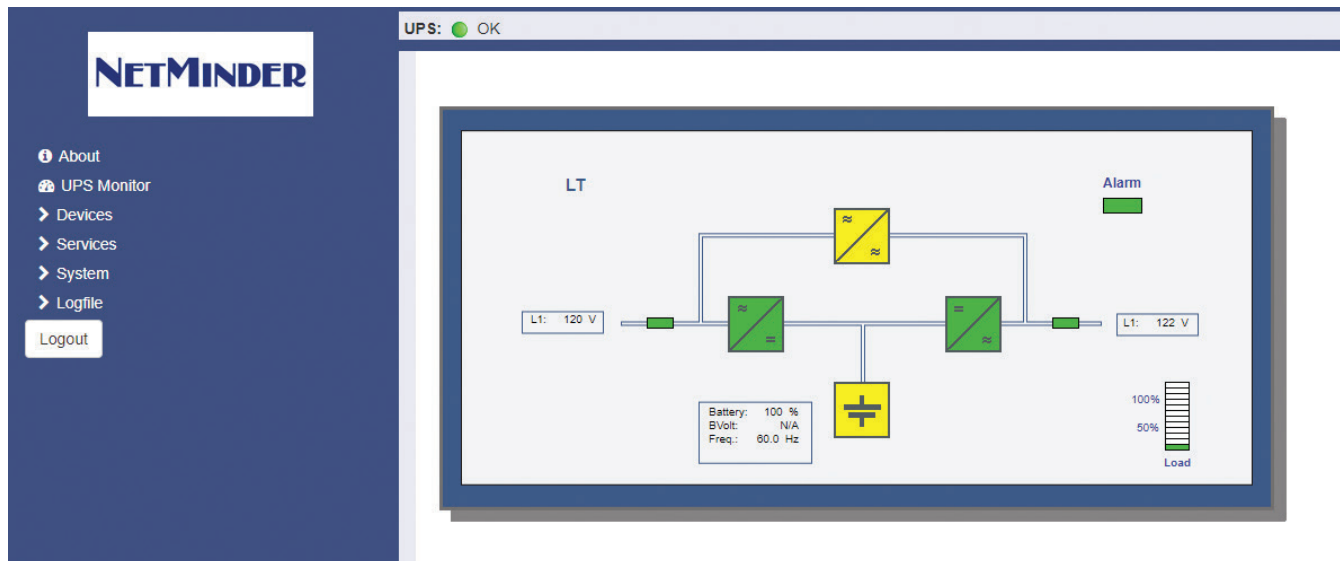 NETMINDER
About
UPS Monitor
Devices
Services
System
Logfile
Logout
UPS: OK
LT
Alarm
L1: 120 V
L1: 122 V
Battery: 100 %
BVolt: N/A
Freq.: 60.0 Hz
100%
50%
Load